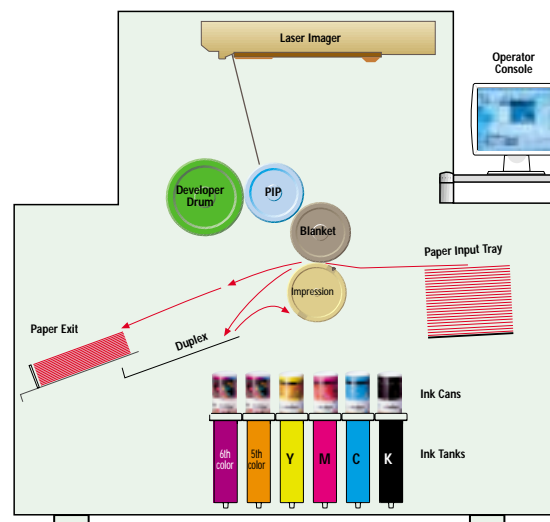 Laser Imager
Operator
Console
Developer
Drum
PIP
Blanket
Paper Input Tray
Impression
Paper Exit
Duplex
Ink Cans
6th
color
5th
color
Y
M
C
K
Ink Tanks